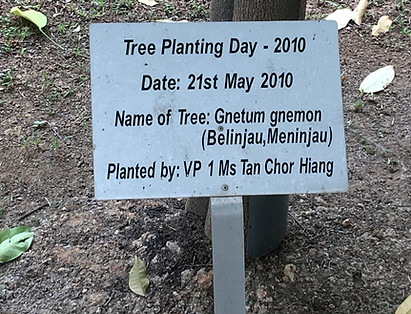 Tree Planting Day - 2010
Date: 21st May 2010
Name of Tree: Gnetum gnemon
(Belinjau,Meninjau)
Planted by: VP 1 Ms Tan Chor Hiang